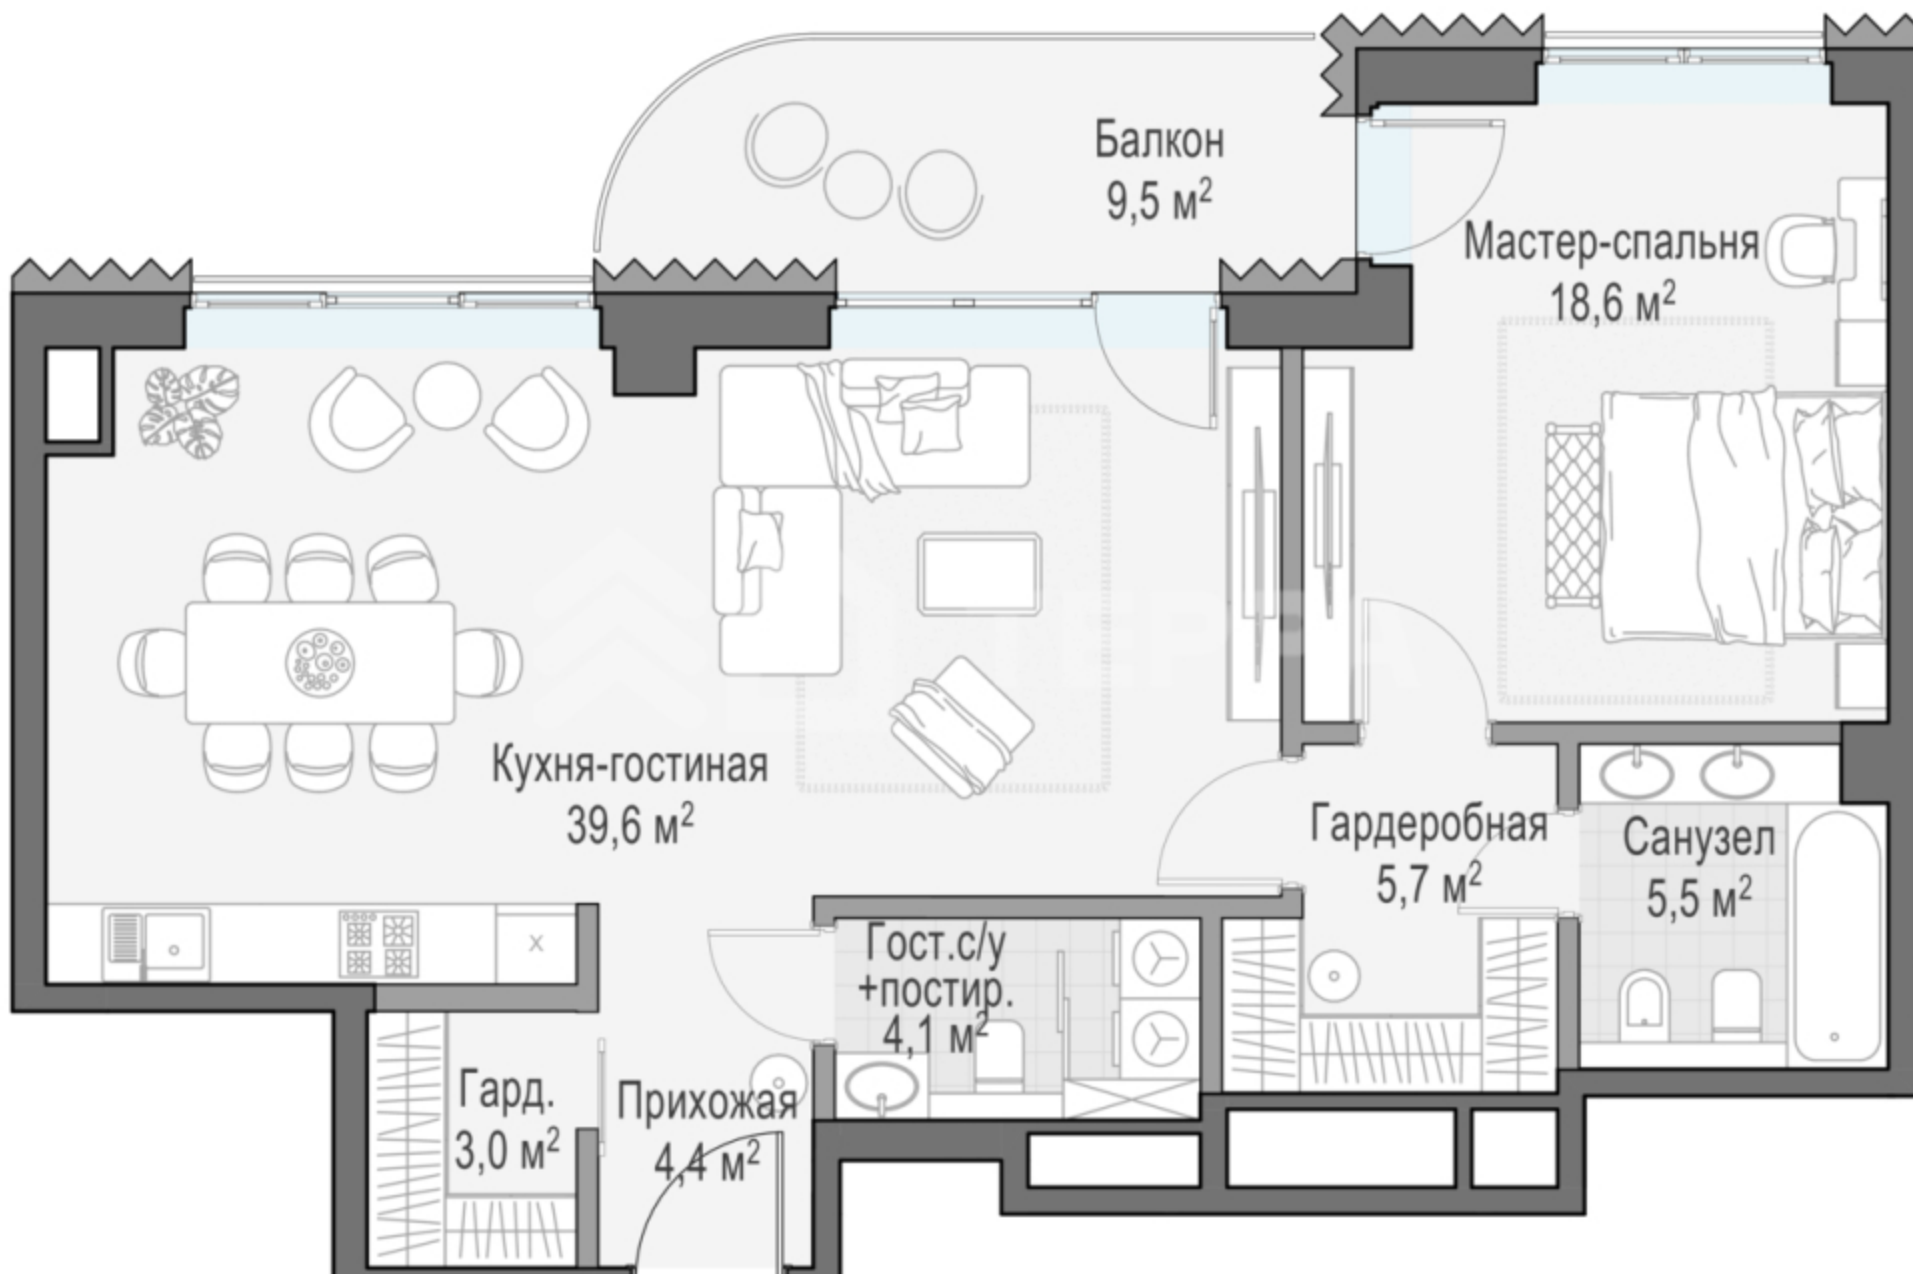 Балкон
9,5 м²
Мастер-спальня
18,6 м²
Кухня-гостиная
39,6 м²
Гардеробная
5,7 м²
Санузел
5,5 м²
Гост.с/у
+постир.
4,1 м²
Гард.
3,0 м²
Прихожая
4,4 м²